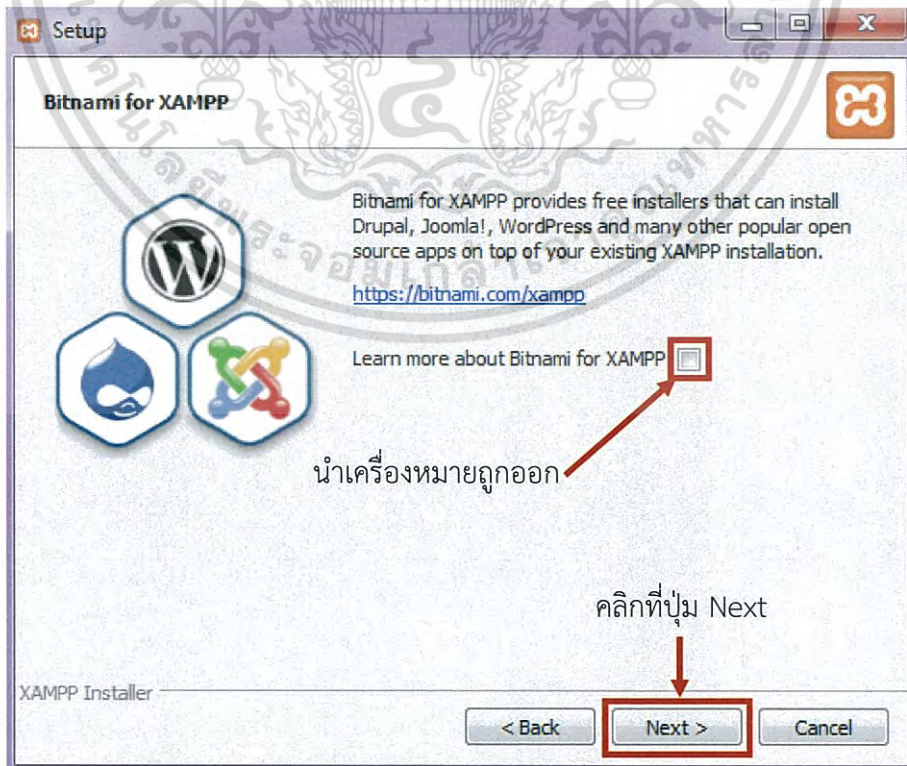 Setup
Bitnami for XAMPP
Bitnami for XAMPP provides free installers that can install
Drupal, Joomla!, WordPress and many other popular open
source apps on top of your existing XAMPP installation.
https://bitnami.com/xampp
Learn more about Bitnami for XAMPP
นำเครื่องหมายถูกออก
คลิกที่ปุ่ม Next
XAMPP Installer
< Back
Next >
Cancel